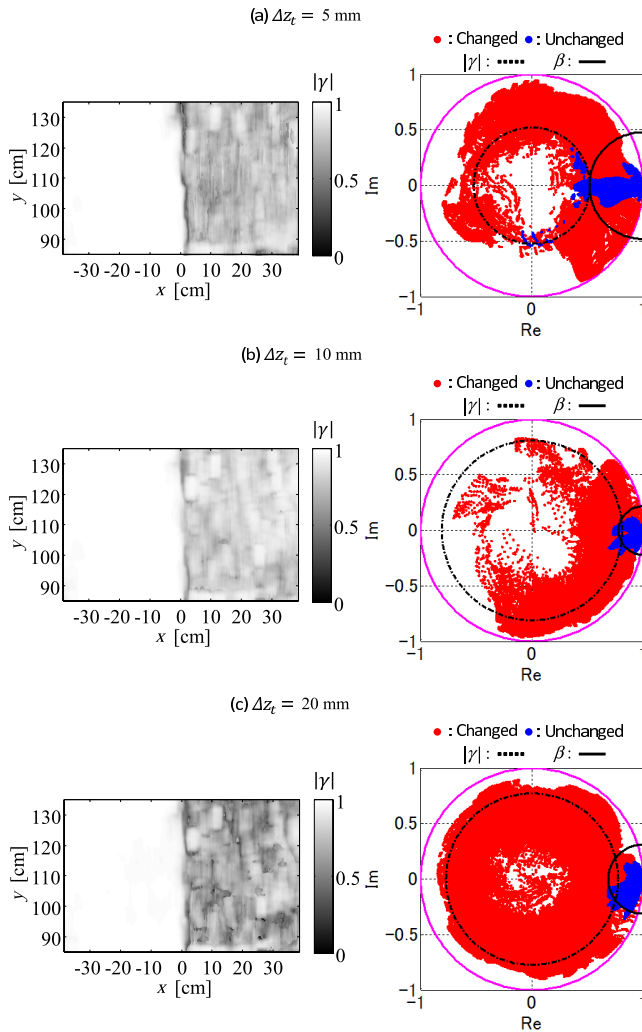 (a) Δz_t = 5 mm
● : Changed ● : Unchanged
|γ| : β :
|γ|
130
120
110
100
90
y [cm]
-30 -20 -10 0 10 20 30
x [cm]
1
0.5
0
1
0.5
0
-0.5
-1
Im
-1 0 1
Re
(b) Δz_t = 10 mm
● : Changed ● : Unchanged
|γ| : β :
|γ|
130
120
110
100
90
y [cm]
-30 -20 -10 0 10 20 30
x [cm]
1
0.5
0
1
0.5
0
-0.5
-1
Im
-1 0 1
Re
(c) Δz_t = 20 mm
● : Changed ● : Unchanged
|γ| : β :
|γ|
130
120
110
100
90
y [cm]
-30 -20 -10 0 10 20 30
x [cm]
1
0.5
0
1
0.5
0
-0.5
-1
Im
-1 0 1
Re